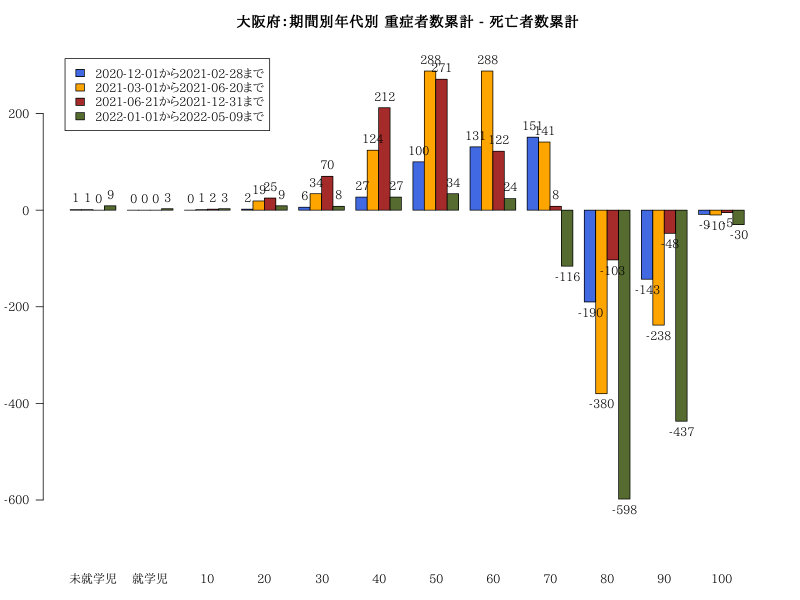 大阪府：期間別年代別 重症者数累計 - 死亡者数累計
2020-12-01から2021-02-28まで
2021-03-01から2021-06-20まで
2021-06-21から2021-12-31まで
2022-01-01から2022-05-09まで
200
0
-200
-400
-600
1 1 0 9
0 0 0 3
0 1 2 3
2 19 25 9
6 34 70 8
27 124 212 27
100 288 271 34
131 288 122 24
151 141 8 -116
-190 -380 -103 -598
-143 -238 -48 -437
-9 -10 -5 -30
未就学児 就学児 10 20 30 40 50 60 70 80 90 100